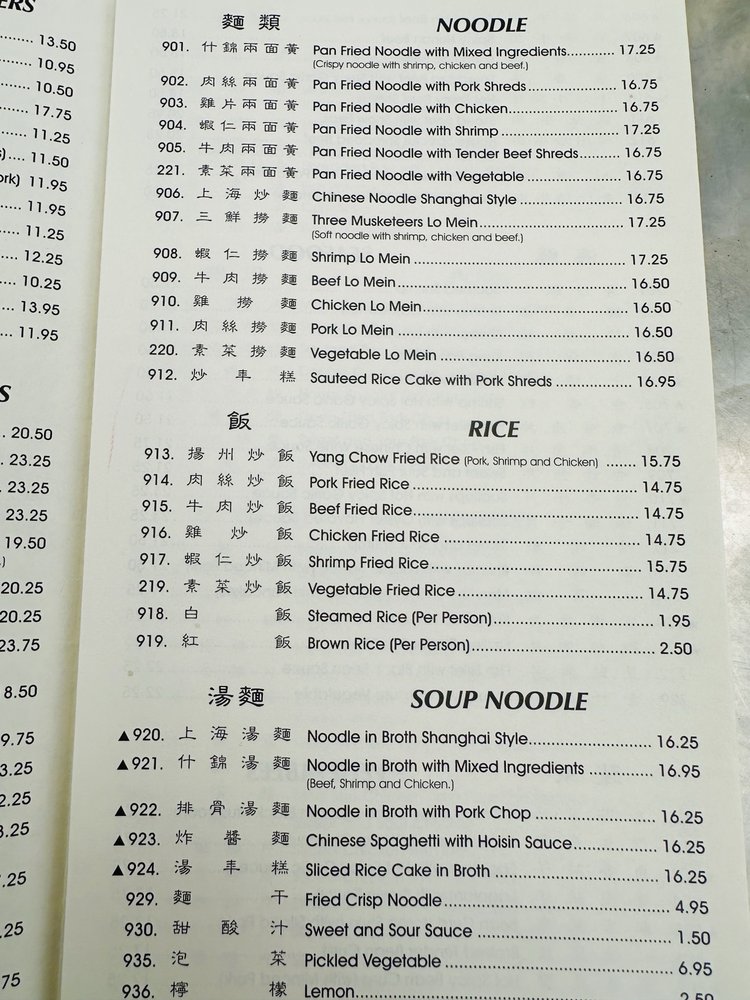 ERS
13.50
10.95
10.50
17.75
11.25
)..... 11.50
ork) 11.95
11.95
11.25
12.25
10.25
13.95
11.95
S
20.50
23.25
23.25
23.25
19.50
20.25
20.25
23.75
8.50
9.75
3.25
2.25
3.25
.25
.25
75
麵 類 NOODLE
901. 什錦兩面黃 Pan Fried Noodle with Mixed Ingredients............ 17.25
(Crispy noodle with shrimp, chicken and beef.)
902. 肉絲兩面黃 Pan Fried Noodle with Pork Shreds...................... 16.75
903. 雞片兩面黃 Pan Fried Noodle with Chicken........................... 16.75
904. 蝦仁兩面黃 Pan Fried Noodle with Shrimp.............................. 17.25
905. 牛肉兩面黃 Pan Fried Noodle with Tender Beef Shreds.......... 16.75
221. 素菜兩面黃 Pan Fried Noodle with Vegetable........................ 16.75
906. 上海炒麵 Chinese Noodle Shanghai Style.......................... 16.75
907. 三鮮撈麵 Three Musketeers Lo Mein................................... 17.25
(Soft noodle with shrimp, chicken and beef.)
908. 蝦仁撈麵 Shrimp Lo Mein..................................................... 17.25
909. 牛肉撈麵 Beef Lo Mein......................................................... 16.50
910. 雞撈麵 Chicken Lo Mein.................................................. 16.50
911. 肉絲撈麵 Pork Lo Mein......................................................... 16.50
220. 素菜撈麵 Vegetable Lo Mein.............................................. 16.50
912. 炒年糕 Sauteed Rice Cake with Pork Shreds.................. 16.95
飯 RICE
913. 揚州炒飯 Yang Chow Fried Rice (Pork, Shrimp and Chicken) ....... 15.75
914. 肉絲炒飯 Pork Fried Rice..................................................... 14.75
915. 牛肉炒飯 Beef Fried Rice..................................................... 14.75
916. 雞炒飯 Chicken Fried Rice.............................................. 14.75
917. 蝦仁炒飯 Shrimp Fried Rice................................................. 15.75
219. 素菜炒飯 Vegetable Fried Rice........................................... 14.75
918. 白飯 Steamed Rice (Per Person).................................... 1.95
919. 紅飯 Brown Rice (Per Person)........................................ 2.50
湯麵 SOUP NOODLE
▲920. 上海湯麵 Noodle in Broth Shanghai Style............................ 16.25
▲921. 什錦湯麵 Noodle in Broth with Mixed Ingredients ............ 16.95
(Beef, Shrimp and Chicken.)
▲922. 排骨湯麵 Noodle in Broth with Pork Chop ........................... 16.25
▲923. 炸醬麵 Chinese Spaghetti with Hoisin Sauce................. 16.25
▲924. 湯年糕 Sliced Rice Cake in Broth .................................... 16.25
929. 麵干 Fried Crisp Noodle................................................. 4.95
930. 甜酸汁 Sweet and Sour Sauce ........................................ 1.50
935. 泡菜 Pickled Vegetable................................................. 6.95
936. 檸檬 Lemon.................................................................. 2.50